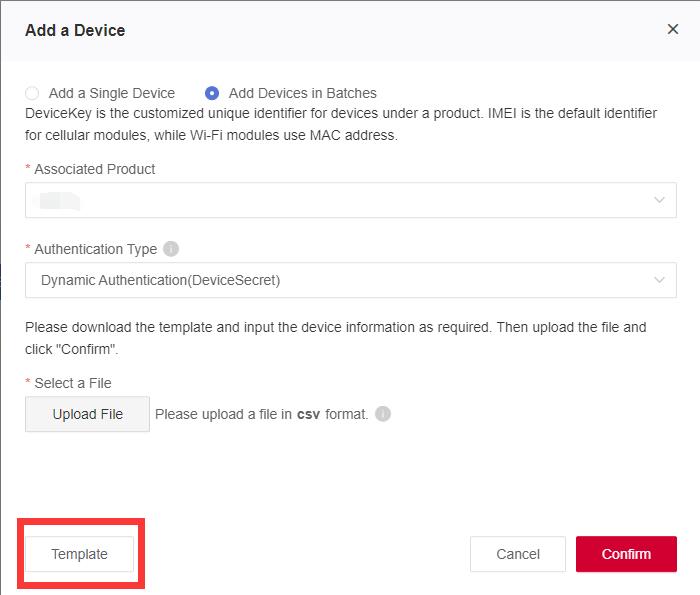 Add a Device
Add a Single Device Add Devices in Batches
DeviceKey is the customized unique identifier for devices under a product. IMEI is the default identifier
for cellular modules, while Wi-Fi modules use MAC address.
* Associated Product
* Authentication Type
Dynamic Authentication(DeviceSecret)
Please download the template and input the device information as required. Then upload the file and
click "Confirm".
* Select a File
Upload File Please upload a file in csv format.
Template Cancel Confirm